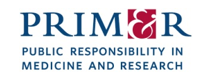 PRIM&R
PUBLIC RESPONSIBILITY IN
MEDICINE AND RESEARCH